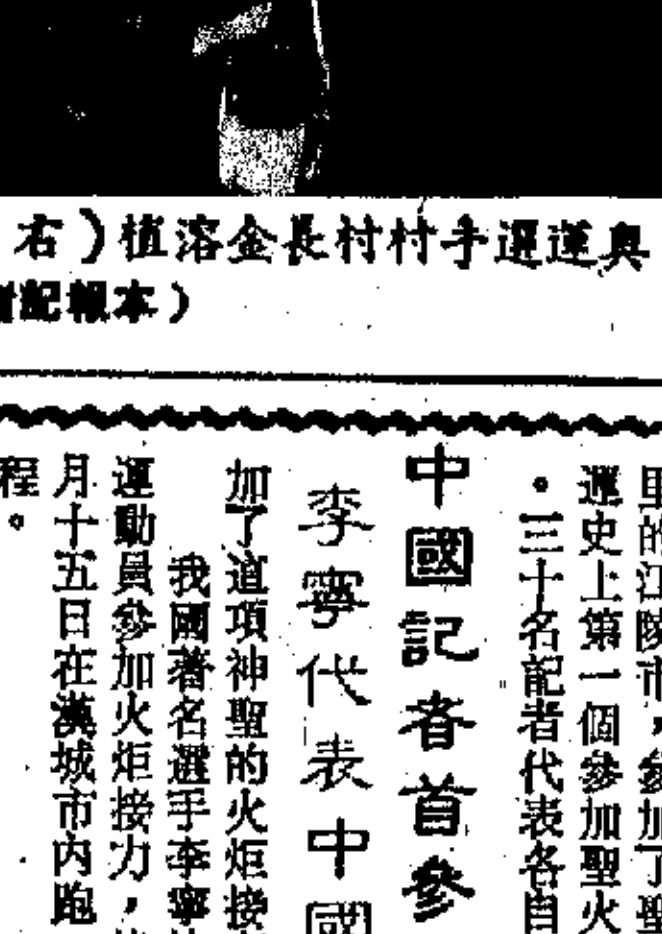 奧運選手村村長金溶植（右
（本報記
里的江陵市，參加了聖
運史上第一個參加聖火
。三十名記者代表各自
中國記者首參
李寧代表中國
加了這項神聖的火炬接
我國著名選手李寧
運動員參加火炬接力，
月十五日在漢城市內跑
程。